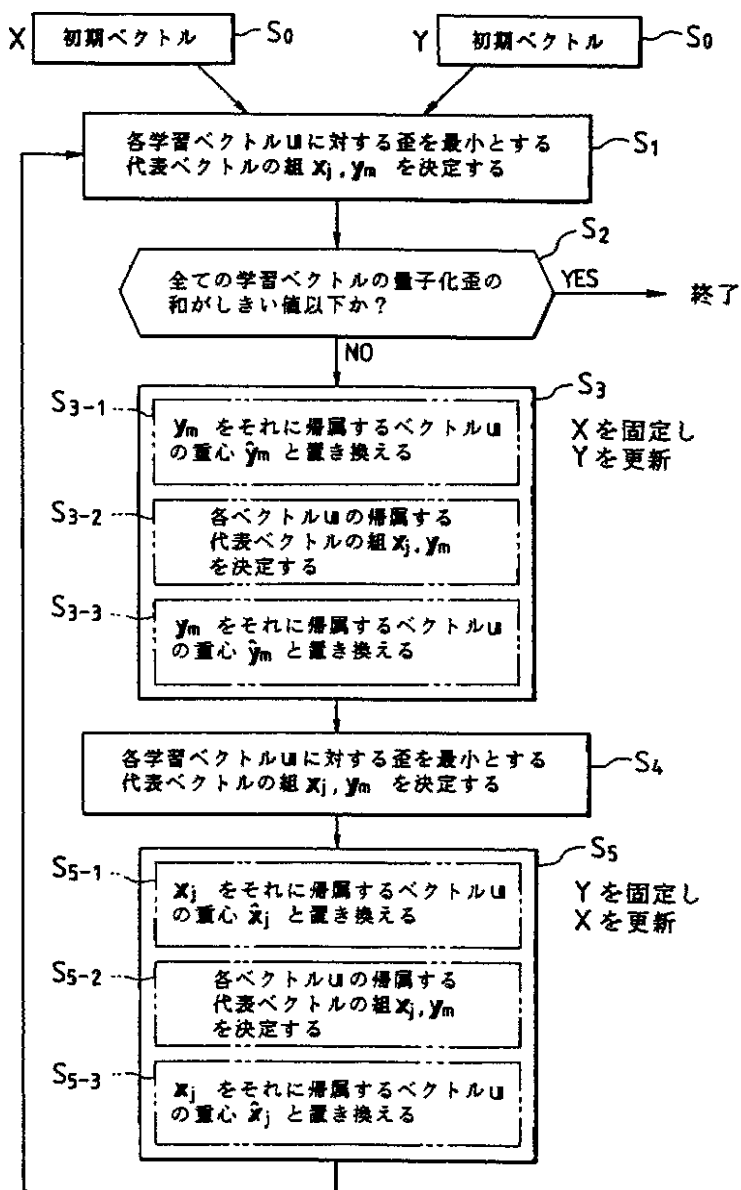 X 初期ベクトル S0
Y 初期ベクトル S0
各学習ベクトルuに対する歪を最小とする
代表ベクトルの組 xj, ym を決定する
S1
S2
全ての学習ベクトルの量子化歪の
和がしきい値以下か?
YES
終了
NO
S3
Xを固定し
Yを更新
S3-1
ym をそれに帰属するベクトルu
の重心 ŷm と置き換える
S3-2
各ベクトルuの帰属する
代表ベクトルの組 xj, ym
を決定する
S3-3
ym をそれに帰属するベクトルu
の重心 ŷm と置き換える
各学習ベクトルuに対する歪を最小とする
代表ベクトルの組 xj, ym を決定する
S4
S5
Yを固定し
Xを更新
S5-1
xj をそれに帰属するベクトルu
の重心 x̂j と置き換える
S5-2
各ベクトルuの帰属する
代表ベクトルの組xj, ym
を決定する
S5-3
xj をそれに帰属するベクトルu
の重心 x̂j と置き換える